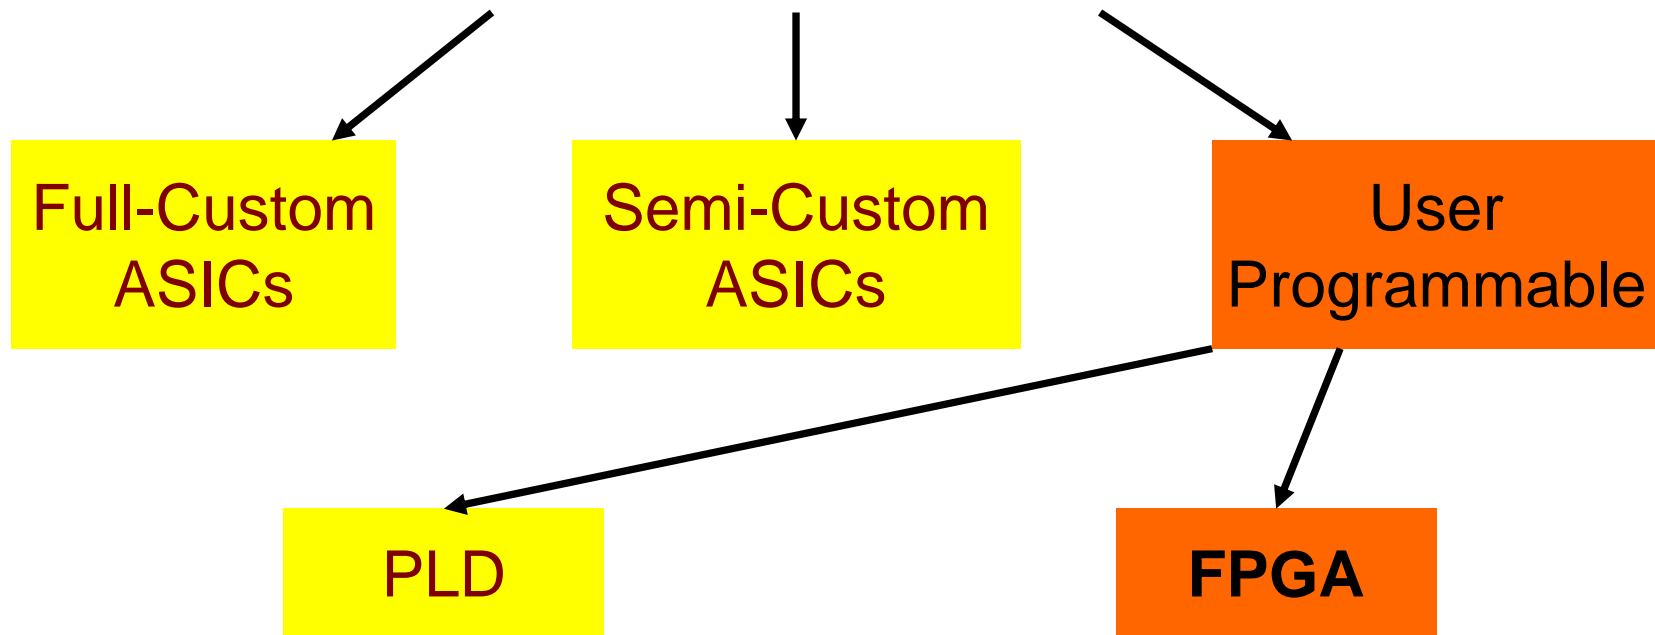 Full-Custom
ASICs
Semi-Custom
ASICs
User
Programmable
PLD
FPGA